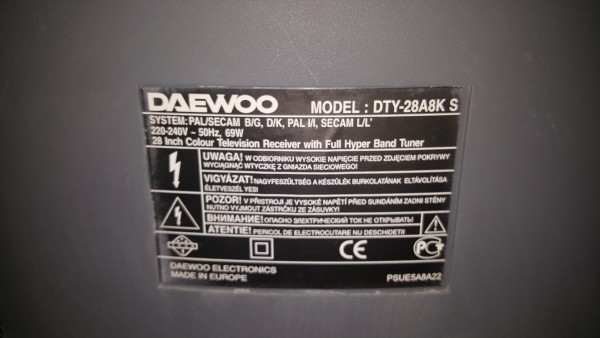 DAEWOO MODEL : DTY-28A8K S
SYSTEM: PAL/SECAM B/G, D/K, PAL I/I, SECAM L/L'
220-240V ~ 50Hz, 69W
28 Inch Colour Television Receiver with Full Hyper Band Tuner
UWAGA! W ODBIORNIKU WYSOKIE NAPIĘCIE PRZED ZDJĘCIEM POKRYWY
WYCIĄGNĄĆ WTYCZKĘ Z GNIAZDA SIECIOWEGO!
VIGYÁZAT! NAGYFESZÜLTSÉG A KÉSZÜLÉK BURKOLATÁNAK ELTÁVOLÍTÁSA
ÉLETVESZÉL YES!
POZOR! V PŘÍSTROJI JE VYSOKÉ NAPĚTÍ PŘED SUNDÁNÍM ZADNÍ STĚNY
NUTNO VYJMOUT ZÁSTRČKU ZE ZÁSUVKY!
ВНИМАНИЕ! ОПАСНО ЭЛЕКТРИЧЕСКИЙ ТОК НЕ ОТКРЫВАТЬ!
ATENTIE! PERICOL DE ELECTROCUTARE NU DESCHIDETI!
CE
DAEWOO ELECTRONICS
MADE IN EUROPE PSUE5A8A22